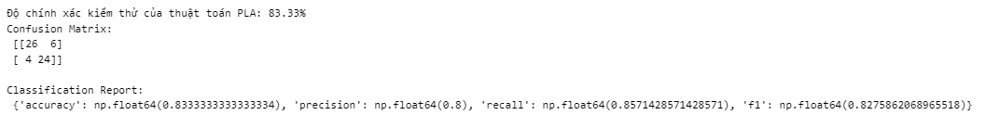 Độ chính xác kiểm thử của thuật toán PLA: 83.33%
Confusion Matrix:
[[26  6]
[ 4 24]]
Classification Report:
{'accuracy': np.float64(0.8333333333333334), 'precision': np.float64(0.8), 'recall': np.float64(0.8571428571428571), 'f1': np.float64(0.8275862068965518)}